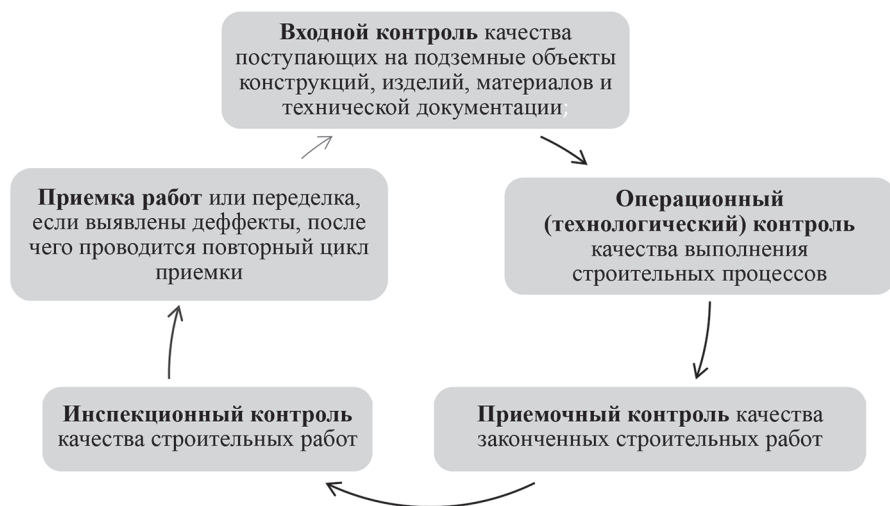 Входной контроль качества
поступающих на подземные объекты
конструкций, изделий, материалов и
технической документации;
Операционный
(технологический) контроль
качества выполнения
строительных процессов
Приемочный контроль качества
законченных строительных работ
Инспекционный контроль
качества строительных работ
Приемка работ или переделка,
если выявлены деффекты, после
чего проводится повторный цикл
приемки